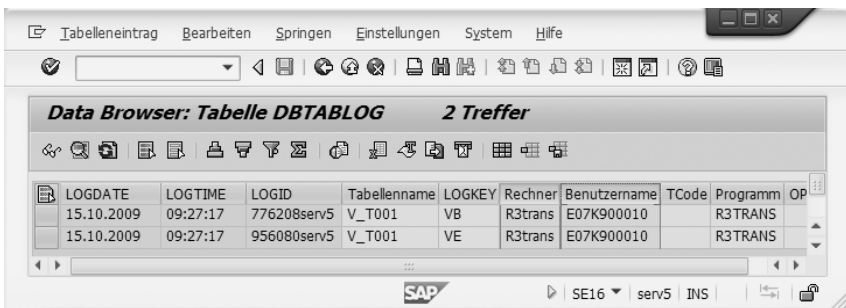 Tabelleneintrag Bearbeiten Springen Einstellungen System Hilfe
Data Browser: Tabelle DBTABLOG 2 Treffer
LOGDATE LOGTIME LOGID Tabellenname LOGKEY Rechner Benutzername TCode Programm OP
15.10.2009 09:27:17 776208serv5 V_T001 VB R3trans E07K900010 R3TRANS
15.10.2009 09:27:17 956080serv5 V_T001 VE R3trans E07K900010 R3TRANS
SAP SE16 serv5 INS